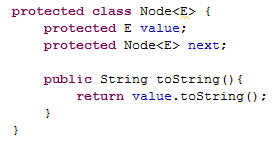 protected class Node<E> {
    protected E value;
    protected Node<E> next;

    public String toString(){
        return value.toString();
    }
}